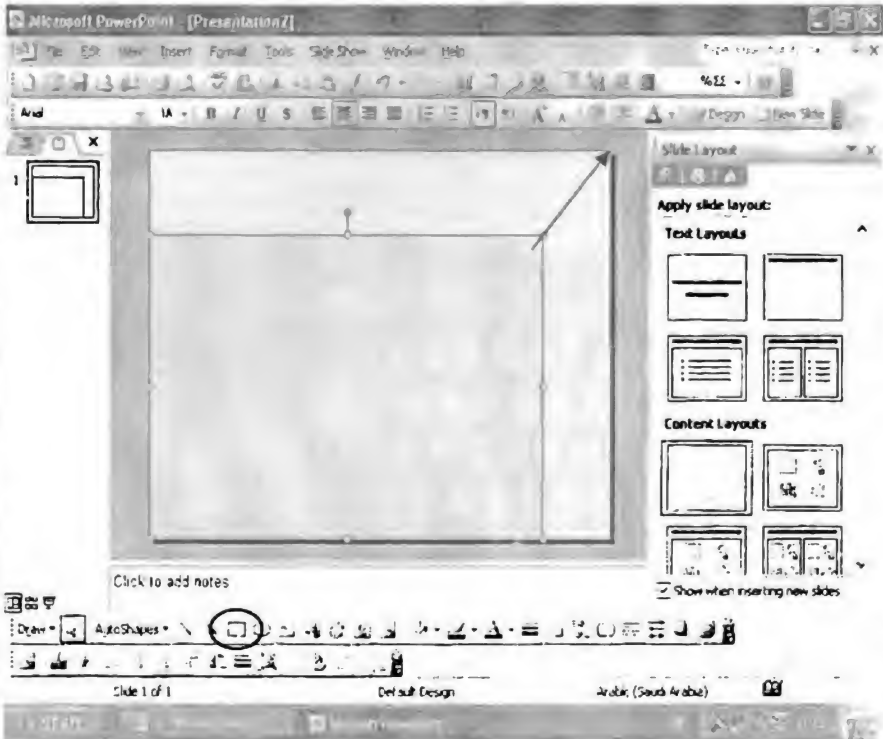 Microsoft PowerPoint - [Presentation7]
File Edit View Insert Format Tools Slide Show Window Help
Arial
B I U S
Design New Slide
Slide Layout
1
Apply slide layout:
Text Layouts
Content Layouts
Show when inserting new slides
Click to add notes
Draw AutoShapes
Slide 1 of 1 Default Design Arabic (Saudi Arabia)